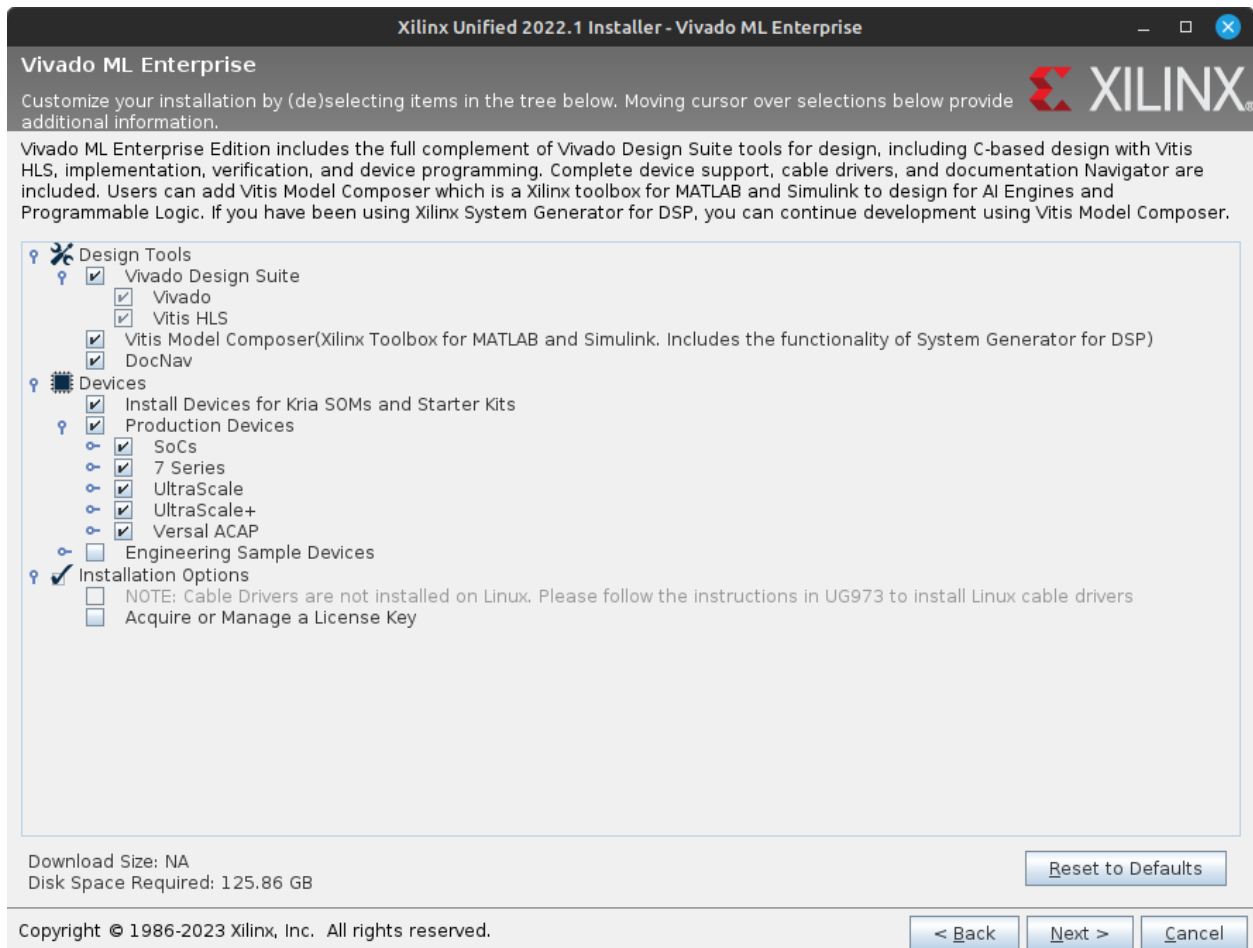 Xilinx Unified 2022.1 Installer - Vivado ML Enterprise
Vivado ML Enterprise
Customize your installation by (de)selecting items in the tree below. Moving cursor over selections below provide
additional information.
XILINX®
Vivado ML Enterprise Edition includes the full complement of Vivado Design Suite tools for design, including C-based design with Vitis
HLS, implementation, verification, and device programming. Complete device support, cable drivers, and documentation Navigator are
included. Users can add Vitis Model Composer which is a Xilinx toolbox for MATLAB and Simulink to design for AI Engines and
Programmable Logic. If you have been using Xilinx System Generator for DSP, you can continue development using Vitis Model Composer.
Design Tools
Vivado Design Suite
Vivado
Vitis HLS
Vitis Model Composer(Xilinx Toolbox for MATLAB and Simulink. Includes the functionality of System Generator for DSP)
DocNav
Devices
Install Devices for Kria SOMs and Starter Kits
Production Devices
SoCs
7 Series
UltraScale
UltraScale+
Versal ACAP
Engineering Sample Devices
Installation Options
NOTE: Cable Drivers are not installed on Linux. Please follow the instructions in UG973 to install Linux cable drivers
Acquire or Manage a License Key
Download Size: NA
Disk Space Required: 125.86 GB
Reset to Defaults
Copyright © 1986-2023 Xilinx, Inc. All rights reserved.
< Back
Next >
Cancel